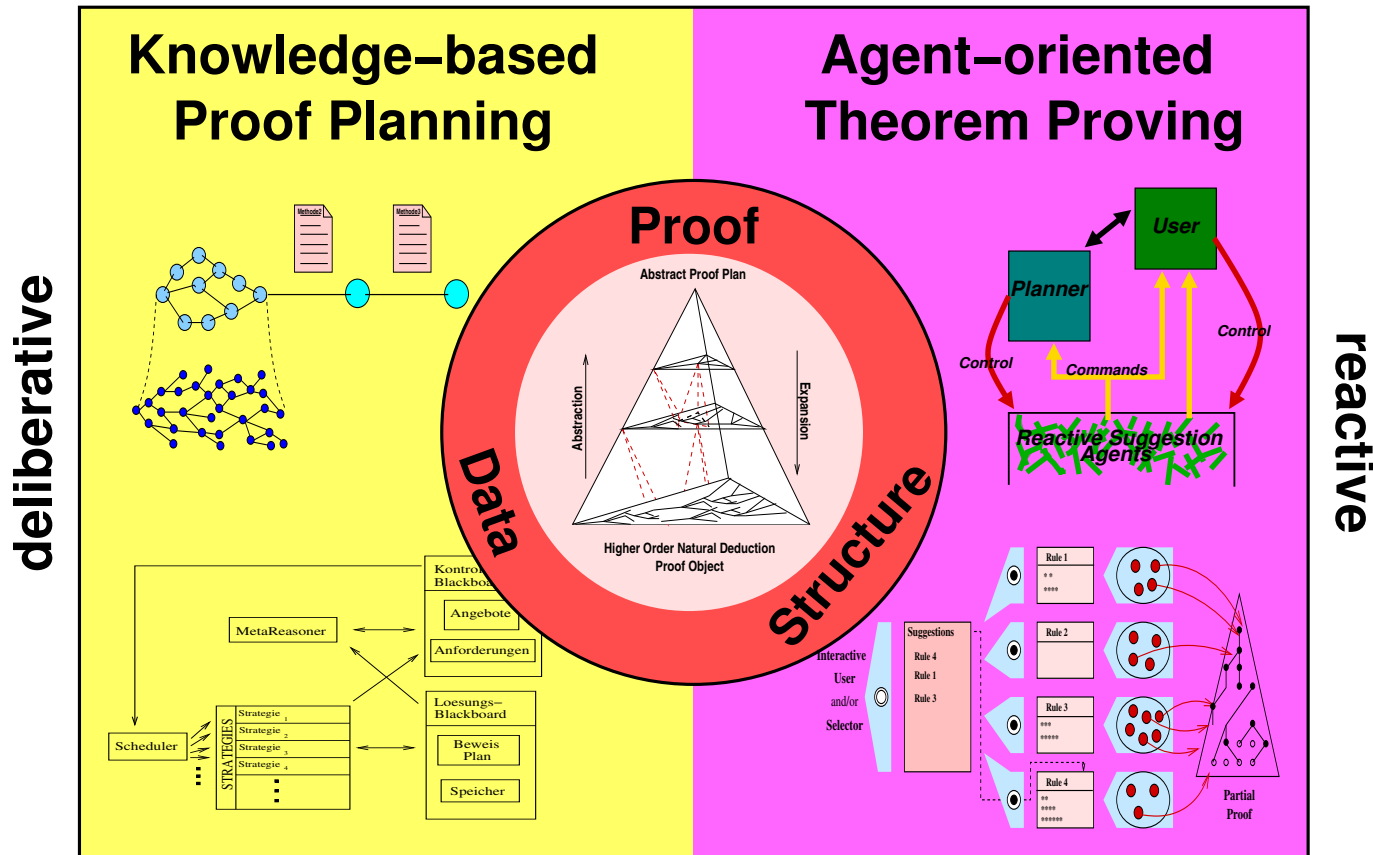 Knowledge–based
Proof Planning
Agent–oriented
Theorem Proving
deliberative
reactive
Methode2
Methode3
Proof
Data
Structure
Abstract Proof Plan
Abstraction
Expansion
Higher Order Natural Deduction
Proof Object
User
Planner
Control
Control
Commands
Reactive Suggestion
Agents
Blackboard
Angebote
MetaReasoner
Anforderungen
Loesungs–
Blackboard
Beweis
Plan
Speicher
Scheduler
STRATEGIES
Strategie 1
Strategie 2
Strategie 3
Strategie 4
Interactive
User
and/or
Selector
Suggestions
Rule 4
Rule 1
Rule 3
Rule 1
* *
****
Rule 2
Rule 3
***
*****
Rule 4
**
****
******
Partial
Proof